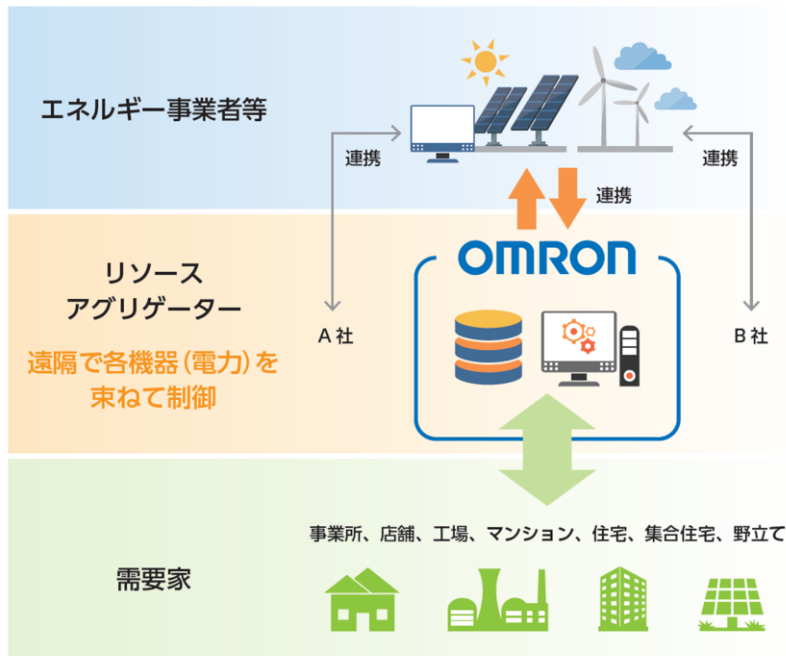 エネルギー事業者等
連携
連携
連携
OMRON
リソース
アグリゲーター
遠隔で各機器(電力)を
束ねて制御
A社
B社
事業所、店舗、工場、マンション、住宅、集合住宅、野立て
需要家